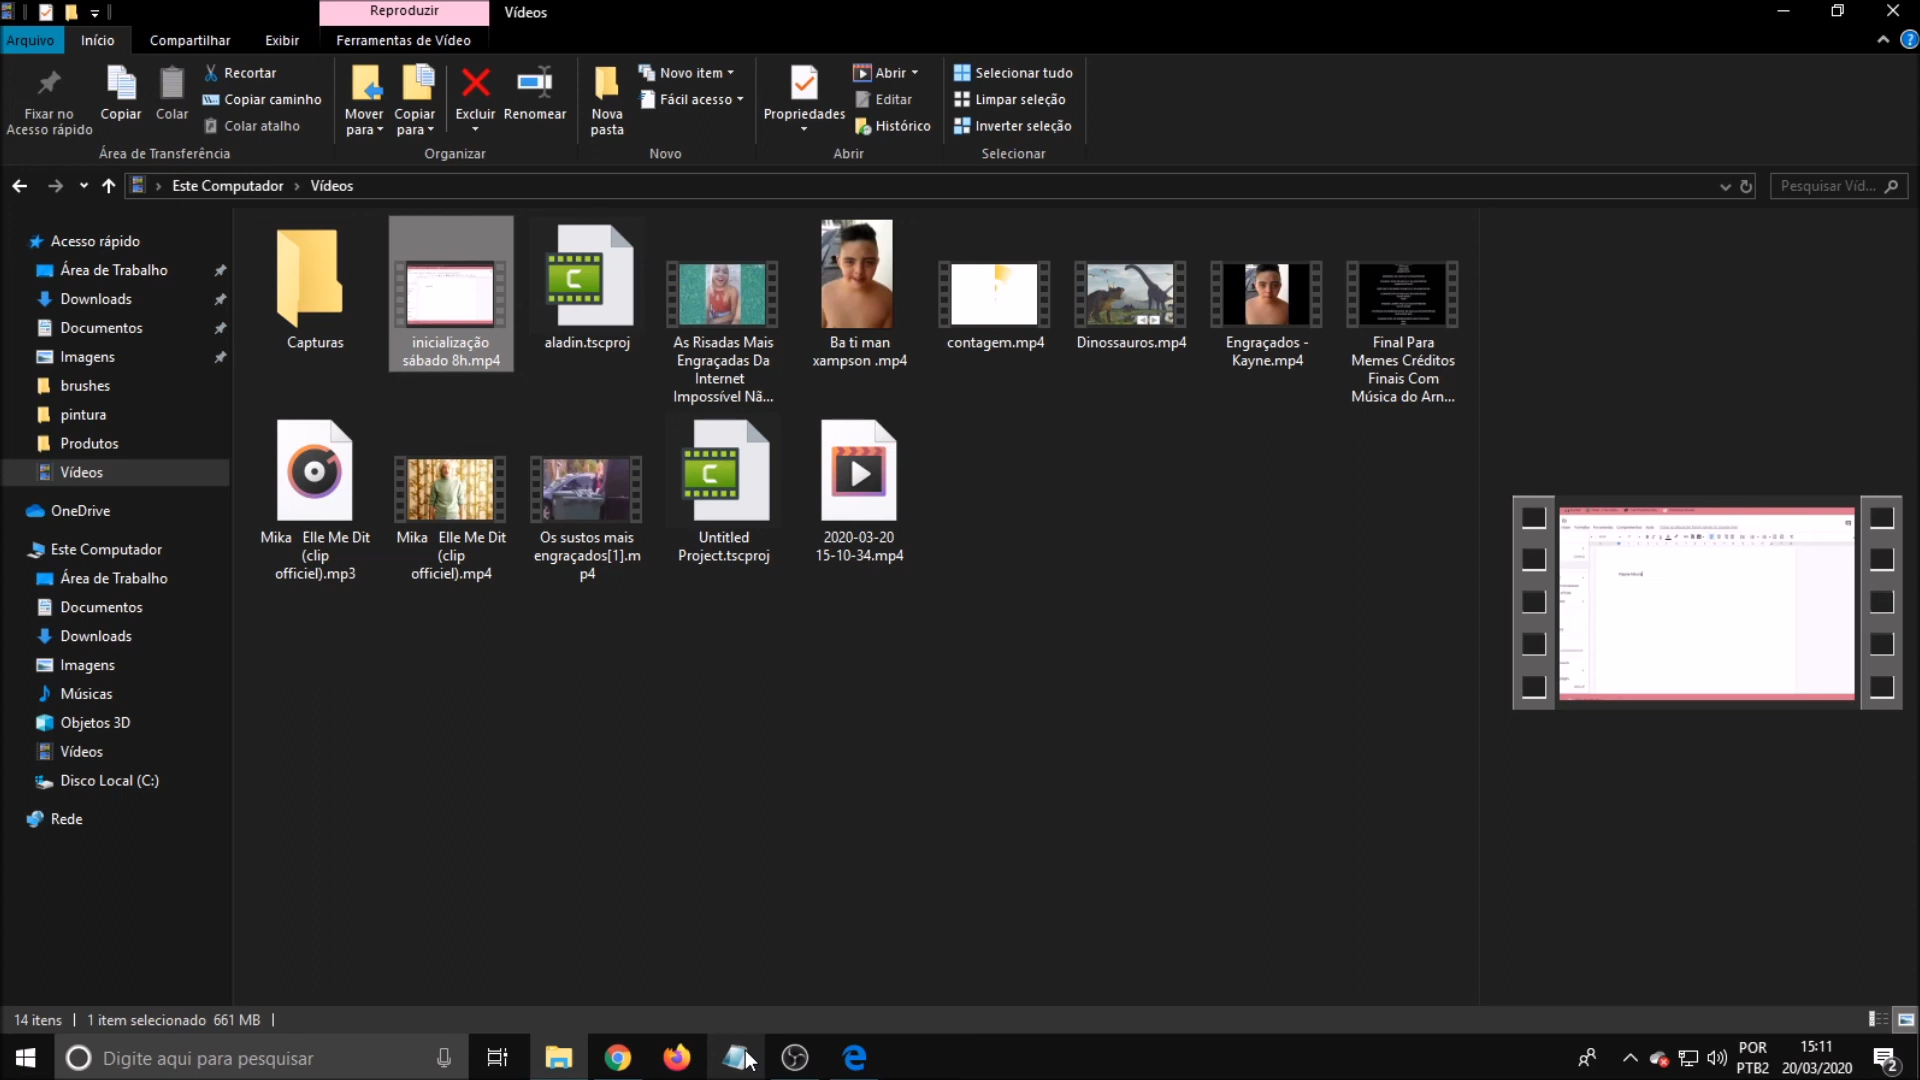 Reproduzir
Vídeos
Arquivo
Início
Compartilhar
Exibir
Ferramentas de Vídeo
?
Fixar no
Acesso rápido
Copiar
Colar
Recortar
Copiar caminho
Colar atalho
Área de Transferência
Mover
para
Copiar
para
Excluir
Renomear
Organizar
Nova
pasta
Novo item
Fácil acesso
Novo
Propriedades
Abrir
Editar
Histórico
Abrir
Selecionar tudo
Limpar seleção
Inverter seleção
Selecionar
Este Computador
Vídeos
Pesquisar Víd...
Acesso rápido
Área de Trabalho
Downloads
Documentos
Imagens
brushes
pintura
Produtos
Vídeos
OneDrive
Este Computador
Área de Trabalho
Documentos
Downloads
Imagens
Músicas
Objetos 3D
Vídeos
Disco Local (C:)
Rede
Capturas
inicialização
sábado 8h.mp4
aladin.tscproj
As Risadas Mais
Engraçadas Da
Internet
Impossível Nã...
Ba ti man
xampson .mp4
contagem.mp4
Dinossauros.mp4
Engraçados -
Kayne.mp4
Final Para
Memes Créditos
Finais Com
Música do Arn...
Mika Elle Me Dit
(clip
officiel).mp3
Mika Elle Me Dit
(clip
officiel).mp4
Os sustos mais
engraçados[1].m
p4
Untitled
Project.tscproj
2020-03-20
15-10-34.mp4
14 itens
1 item selecionado 661 MB
Digite aqui para pesquisar
POR
PTB2
15:11
20/03/2020
2